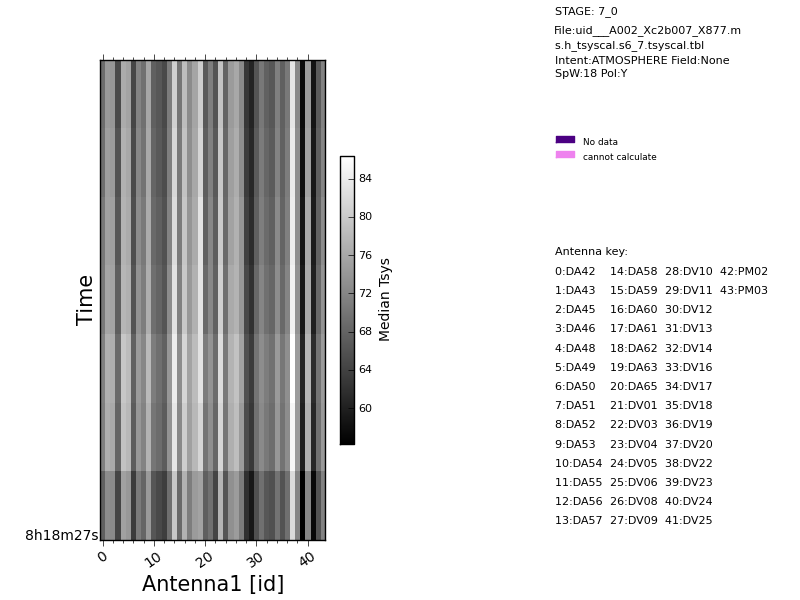 STAGE: 7_0
File:uid___A002_Xc2b007_X877.m
s.h_tsyscal.s6_7.tsyscal.tbl
Intent:ATMOSPHERE Field:None
SpW:18 Pol:Y
No data
cannot calculate
84
80
76
72
68
64
60
Median Tsys
Time
8h18m27s
0 10 20 30 40
Antenna1 [id]
Antenna key:
0:DA42 14:DA58 28:DV10 42:PM02
1:DA43 15:DA59 29:DV11 43:PM03
2:DA45 16:DA60 30:DV12
3:DA46 17:DA61 31:DV13
4:DA48 18:DA62 32:DV14
5:DA49 19:DA63 33:DV16
6:DA50 20:DA65 34:DV17
7:DA51 21:DV01 35:DV18
8:DA52 22:DV03 36:DV19
9:DA53 23:DV04 37:DV20
10:DA54 24:DV05 38:DV22
11:DA55 25:DV06 39:DV23
12:DA56 26:DV08 40:DV24
13:DA57 27:DV09 41:DV25